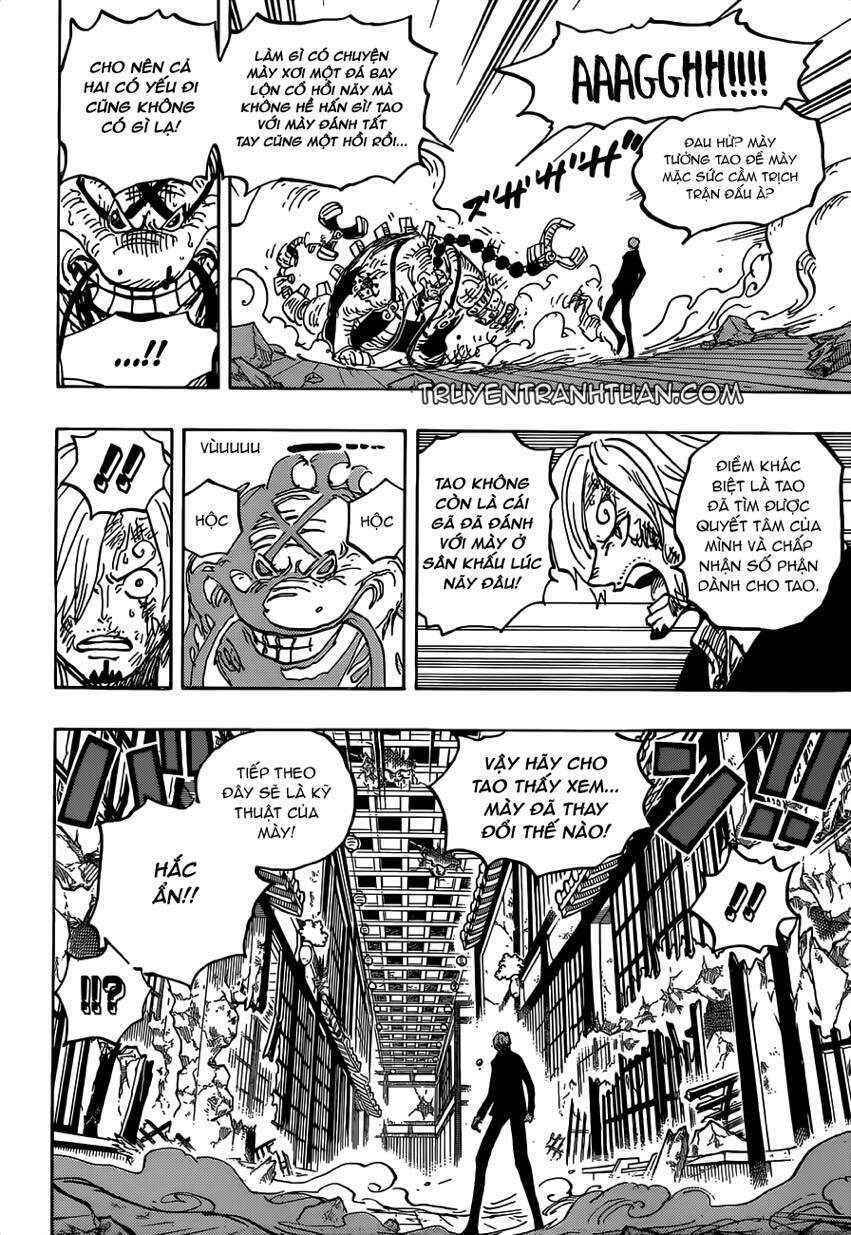 AAAGGHH!!!!
ĐAU HỬ? MÀY
TƯỞNG TAO ĐỂ MÀY
MẶC SỨC CẦM TRỊCH
TRẬN ĐẤU À?
ズザザザザ
LÀM GÌ CÓ CHUYỆN
MÀY XƠI MỘT ĐÁ BAY
LỘN CỔ HỒI NÃY MÀ
KHÔNG HỀ HẤN GÌ! TAO
VỚI MÀY ĐÁNH TẤT
TAY CŨNG MỘT HỒI RỒI...
CHO NÊN CẢ
HAI CÓ YẾU ĐI
CŨNG KHÔNG
CÓ GÌ LẠ!
...!!
TRUYENTRANHTUAN.COM
ĐIỂM KHÁC
BIỆT LÀ TAO
ĐÃ TÌM ĐƯỢC
QUYẾT TÂM CỦA
MÌNH VÀ CHẤP
NHẬN SỐ PHẬN
DÀNH CHO TAO.
TAO KHÔNG
CÒN LÀ CÁI
GÃ ĐÃ ĐÁNH
VỚI MÀY Ở
SÂN KHẤU LÚC
NÃY ĐÂU!
VÙUUUU
HỘC
HỘC
!!
VẬY HÃY CHO
TAO THẤY XEM...
MÀY ĐÃ THAY
ĐỔI THẾ NÀO!
!!
TIẾP THEO
ĐÂY SẼ LÀ KỸ
THUẬT CỦA
MÀY!
HẮC
ẨN!!
!!?